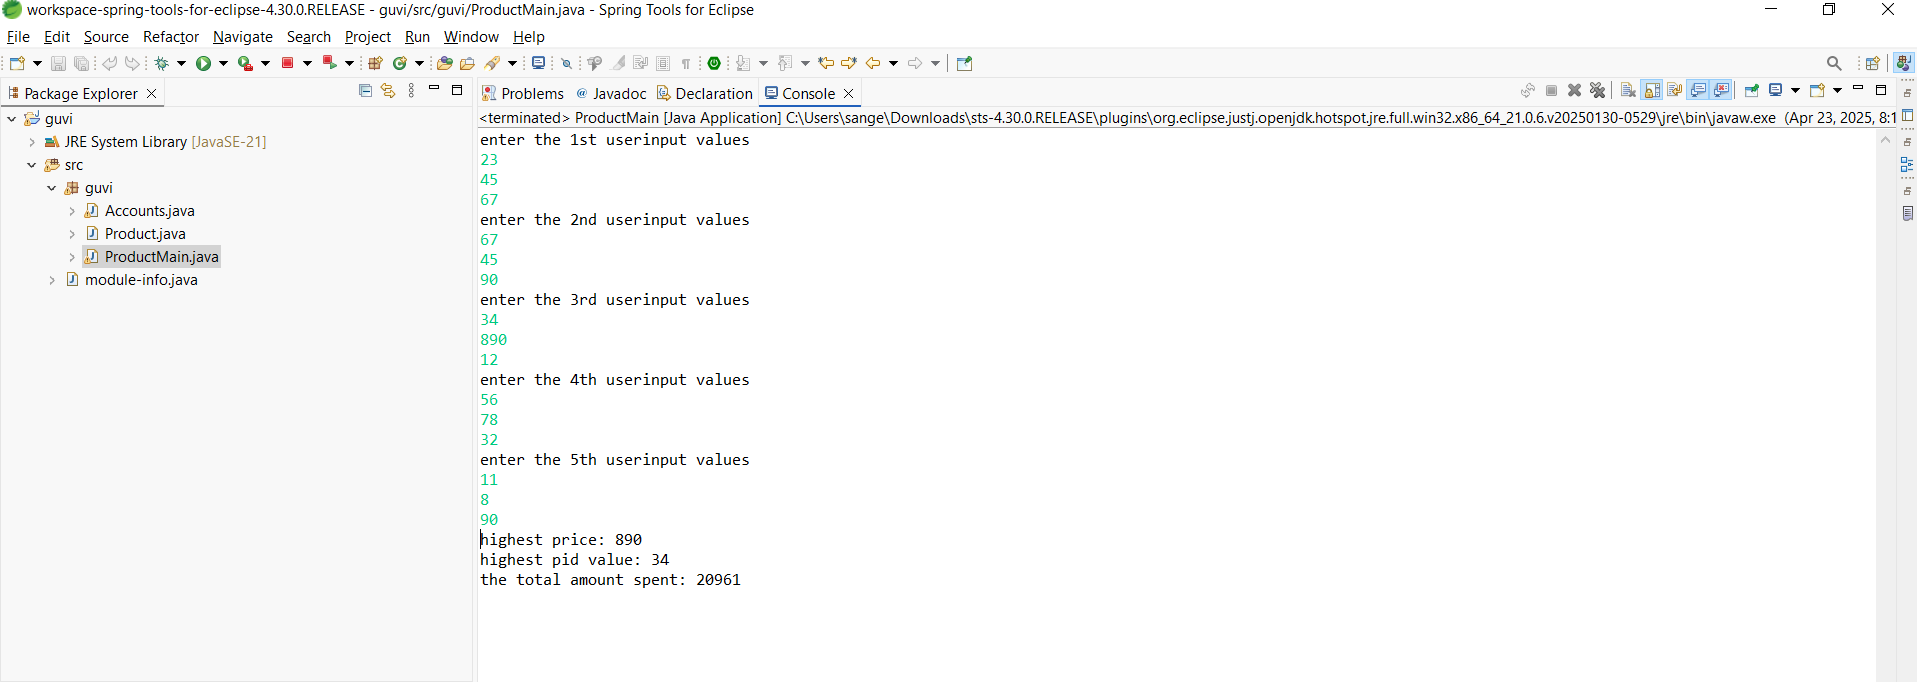 workspace-spring-tools-for-eclipse-4.30.0.RELEASE - guvi/src/guvi/ProductMain.java - Spring Tools for Eclipse
File Edit Source Refactor Navigate Search Project Run Window Help
Package Explorer
guvi
JRE System Library [JavaSE-21]
src
guvi
Accounts.java
Product.java
ProductMain.java
module-info.java
Problems @ Javadoc Declaration Console
<terminated> ProductMain [Java Application] C:\Users\sange\Downloads\sts-4.30.0.RELEASE\plugins\org.eclipse.justj.openjdk.hotspot.jre.full.win32.x86_64_21.0.6.v20250130-0529\jre\bin\javaw.exe (Apr 23, 2025, 8:1
enter the 1st userinput values
23
45
67
enter the 2nd userinput values
67
45
90
enter the 3rd userinput values
34
890
12
enter the 4th userinput values
56
78
32
enter the 5th userinput values
11
8
90
highest price: 890
highest pid value: 34
the total amount spent: 20961